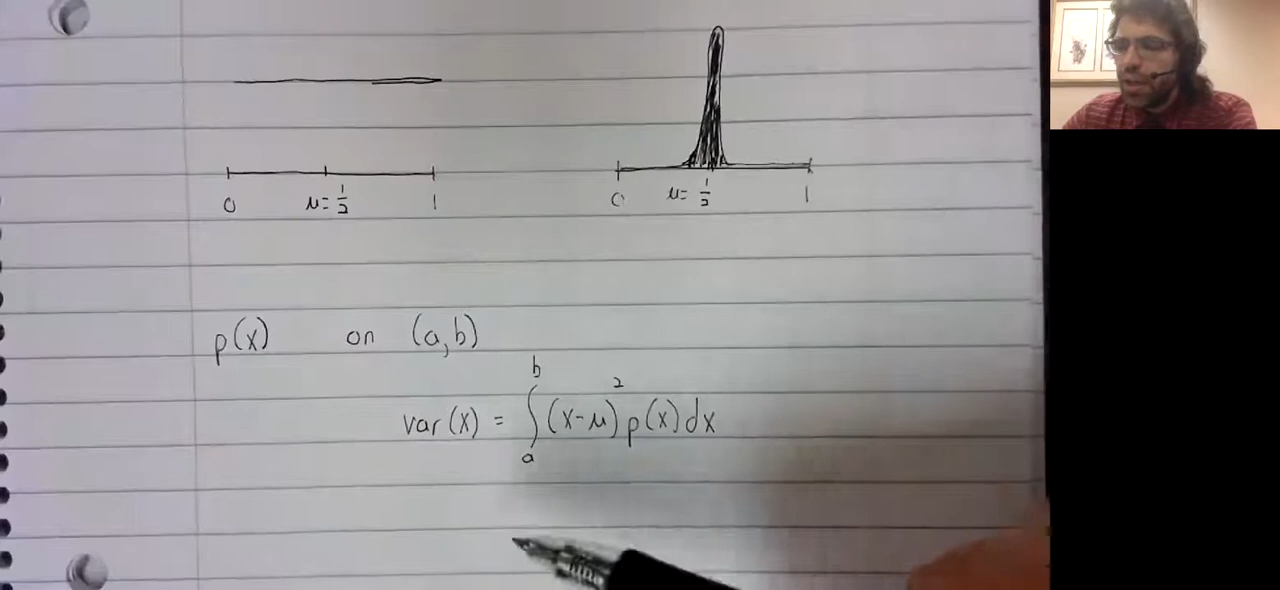 0 μ=1/2 1 0 μ=1/2 1
p(x) on (a,b)
var(x) = ∫_a^b (x-μ)^2 p(x)dx